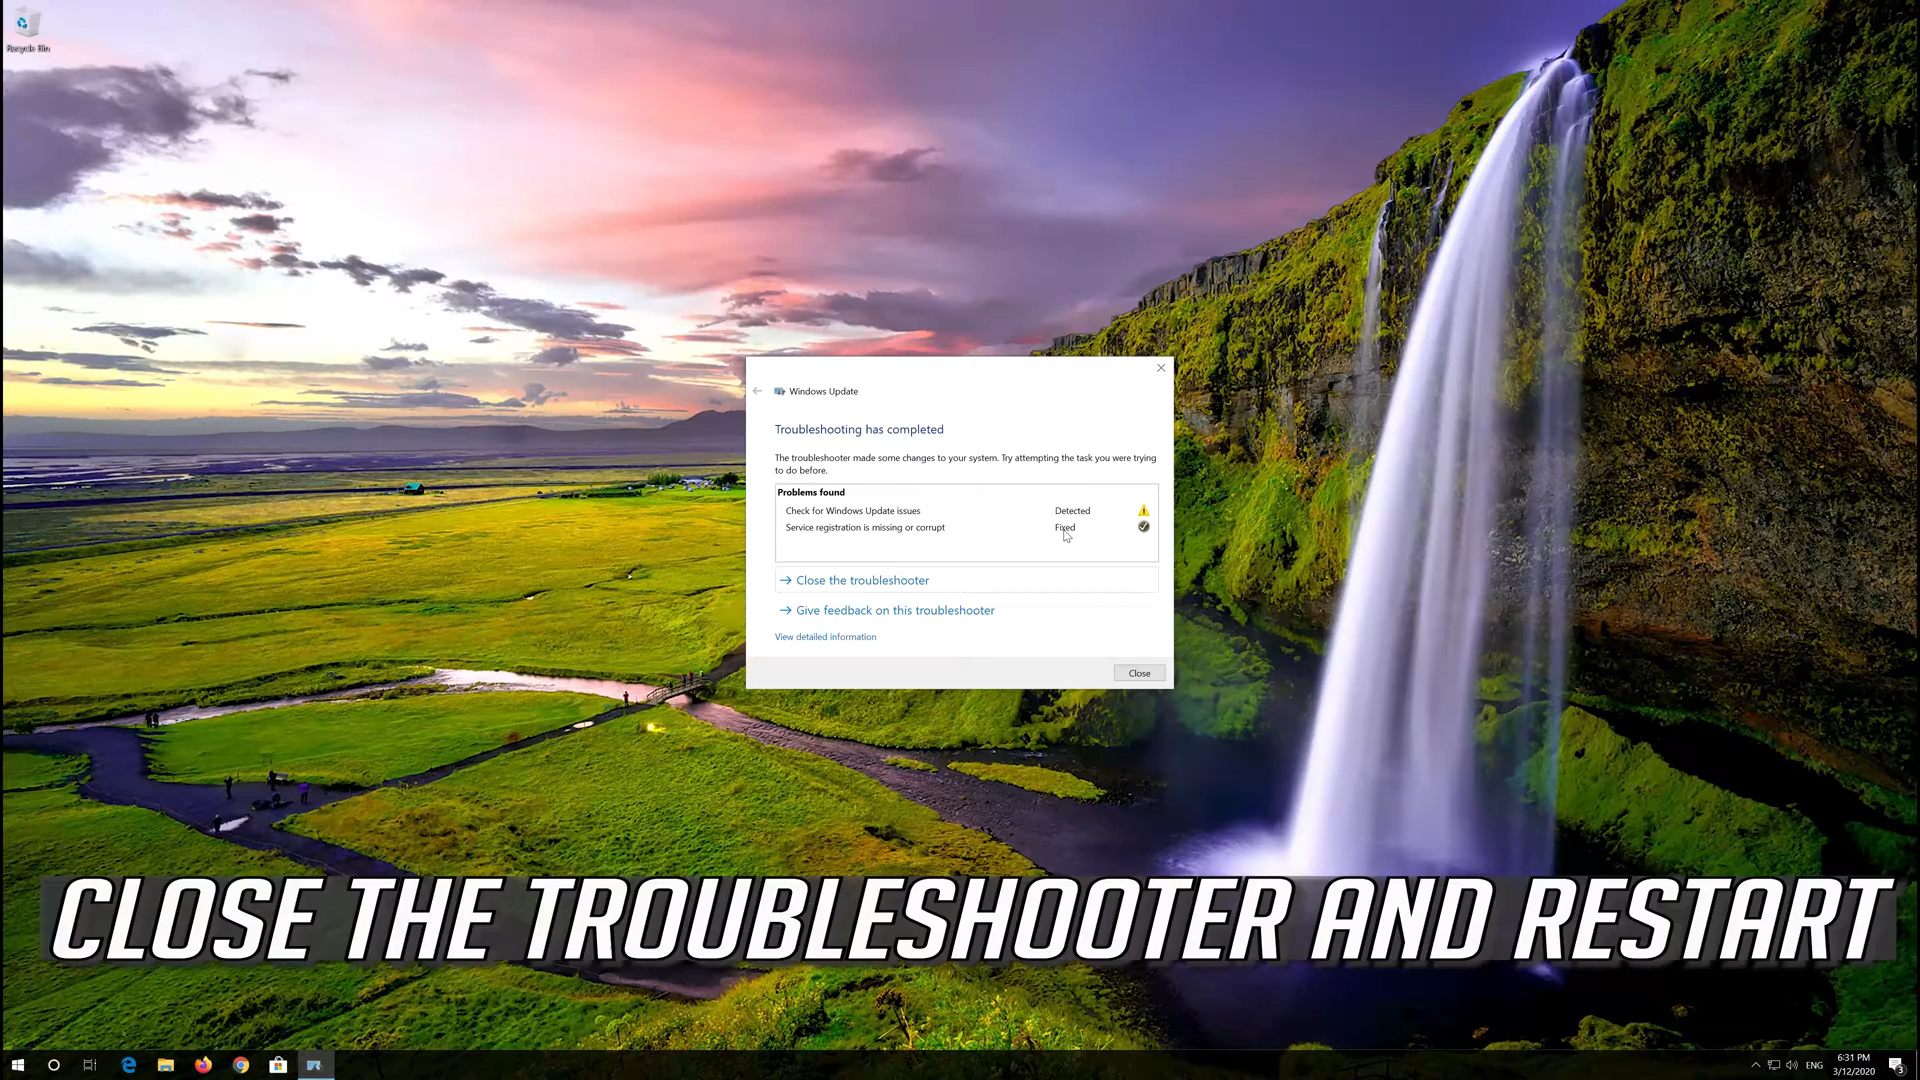 Recycle Bin
Windows Update
Troubleshooting has completed
The troubleshooter made some changes to your system. Try attempting the task you were trying
to do before.
Problems found
Check for Windows Update issues Detected
Service registration is missing or corrupt Fixed
Close the troubleshooter
Give feedback on this troubleshooter
View detailed information
Close
CLOSE THE TROUBLESHOOTER AND RESTART
ENG
6:31 PM
3/12/2020
3